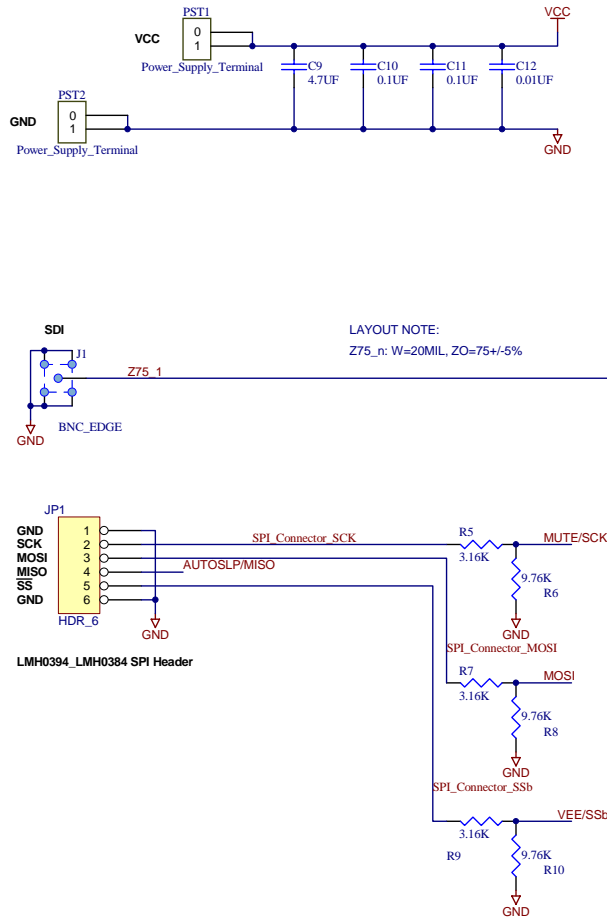 PST1
VCC
0
1
Power_Supply_Terminal
VCC
C9
4.7UF
C10
0.1UF
C11
0.1UF
C12
0.01UF
PST2
GND
0
1
Power_Supply_Terminal
GND
SDI
J1
Z75_1
BNC_EDGE
GND
LAYOUT NOTE:
Z75_n: W=20MIL, ZO=75+/-5%
JP1
GND 1
SCK 2
MOSI 3
MISO 4
SS 5
GND 6
HDR_6
GND
LMH0394_LMH0384 SPI Header
SPI_Connector_SCK
AUTOSLP/MISO
R5
3.16K
MUTE/SCK
9.76K
R6
GND
SPI_Connector_MOSI
R7
3.16K
MOSI
9.76K
R8
GND
SPI_Connector_SSb
3.16K
R9
VEE/SSb
9.76K
R10
GND